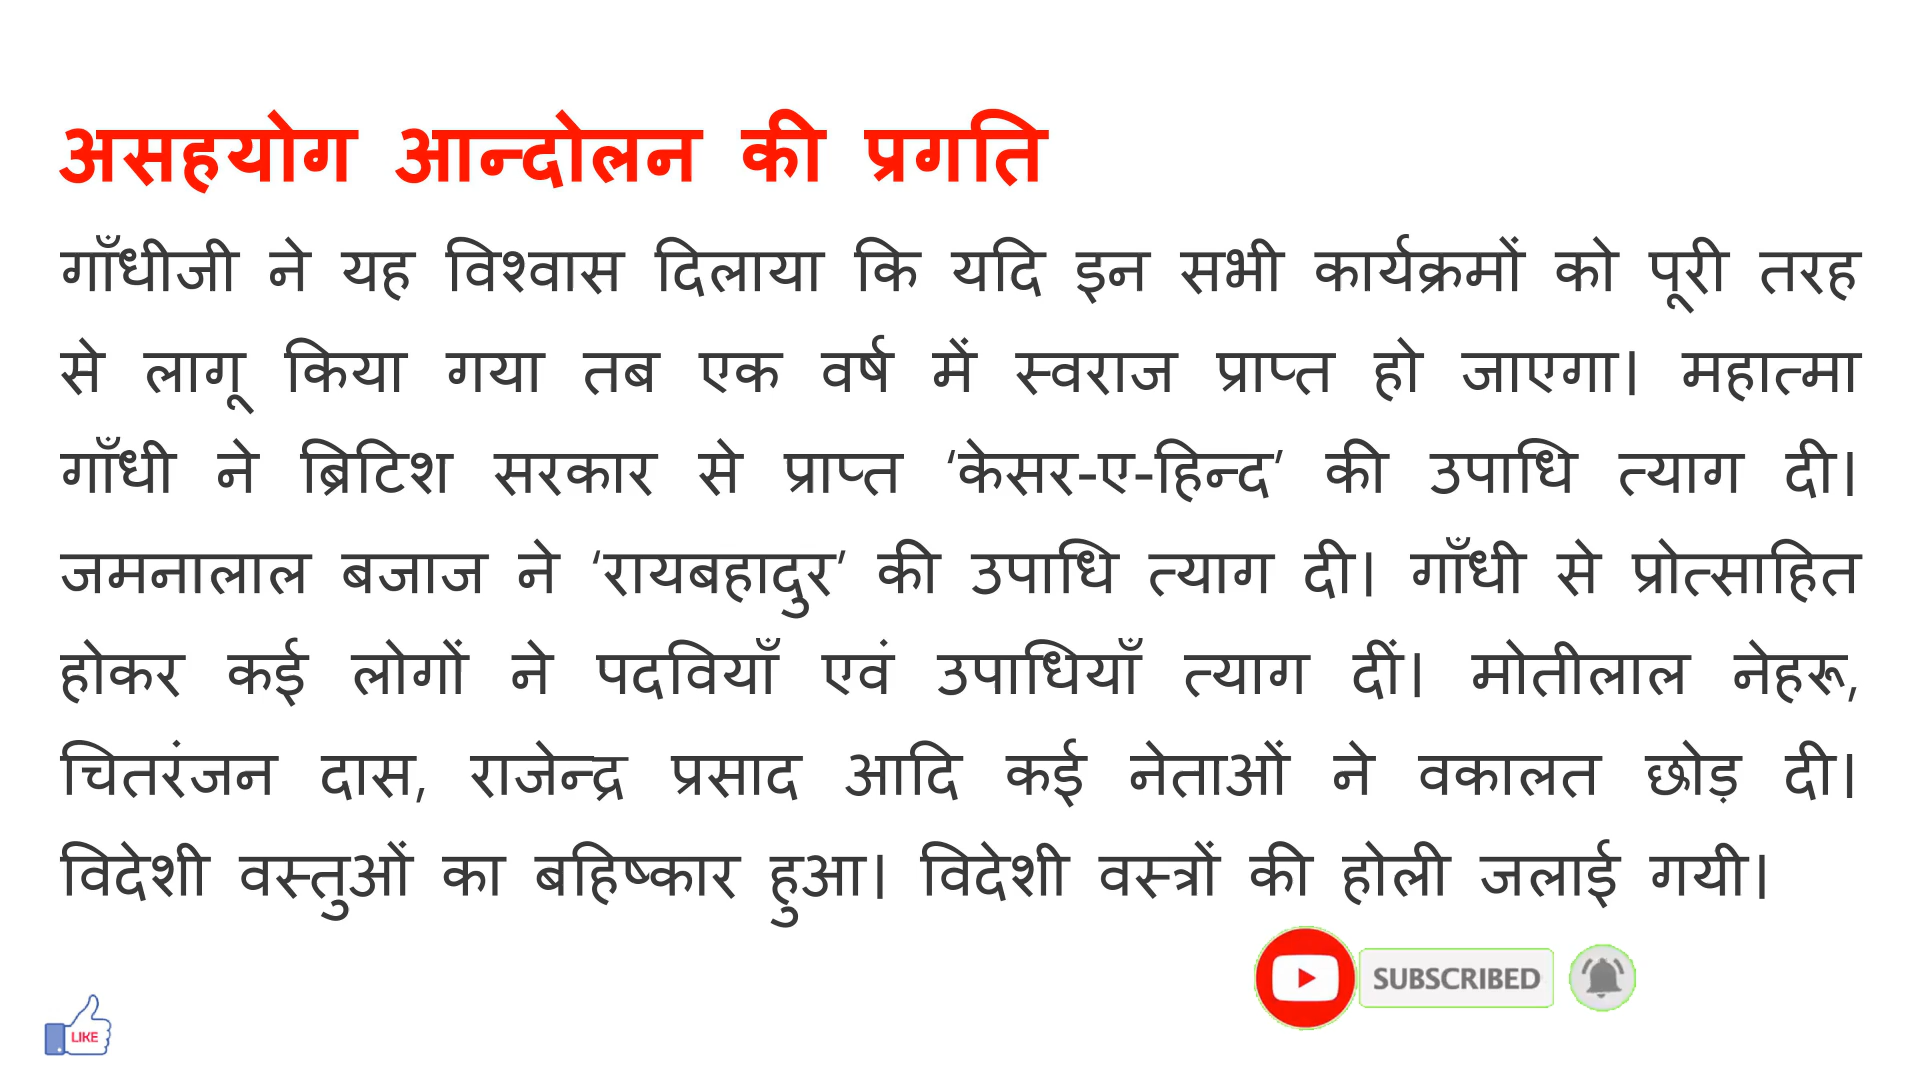 असहयोग आन्दोलन की प्रगति
गाँधीजी ने यह विश्वास दिलाया कि यदि इन सभी कार्यक्रमों को पूरी तरह
से लागू किया गया तब एक वर्ष में स्वराज प्राप्त हो जाएगा। महात्मा
गाँधी ने ब्रिटिश सरकार से प्राप्त ‘केसर-ए-हिन्द’ की उपाधि त्याग दी।
जमनालाल बजाज ने ‘रायबहादुर’ की उपाधि त्याग दी। गाँधी से प्रोत्साहित
होकर कई लोगों ने पदवियाँ एवं उपाधियाँ त्याग दीं। मोतीलाल नेहरू,
चितरंजन दास, राजेन्द्र प्रसाद आदि कई नेताओं ने वकालत छोड़ दी।
विदेशी वस्तुओं का बहिष्कार हुआ। विदेशी वस्त्रों की होली जलाई गयी।
SUBSCRIBED
LIKE